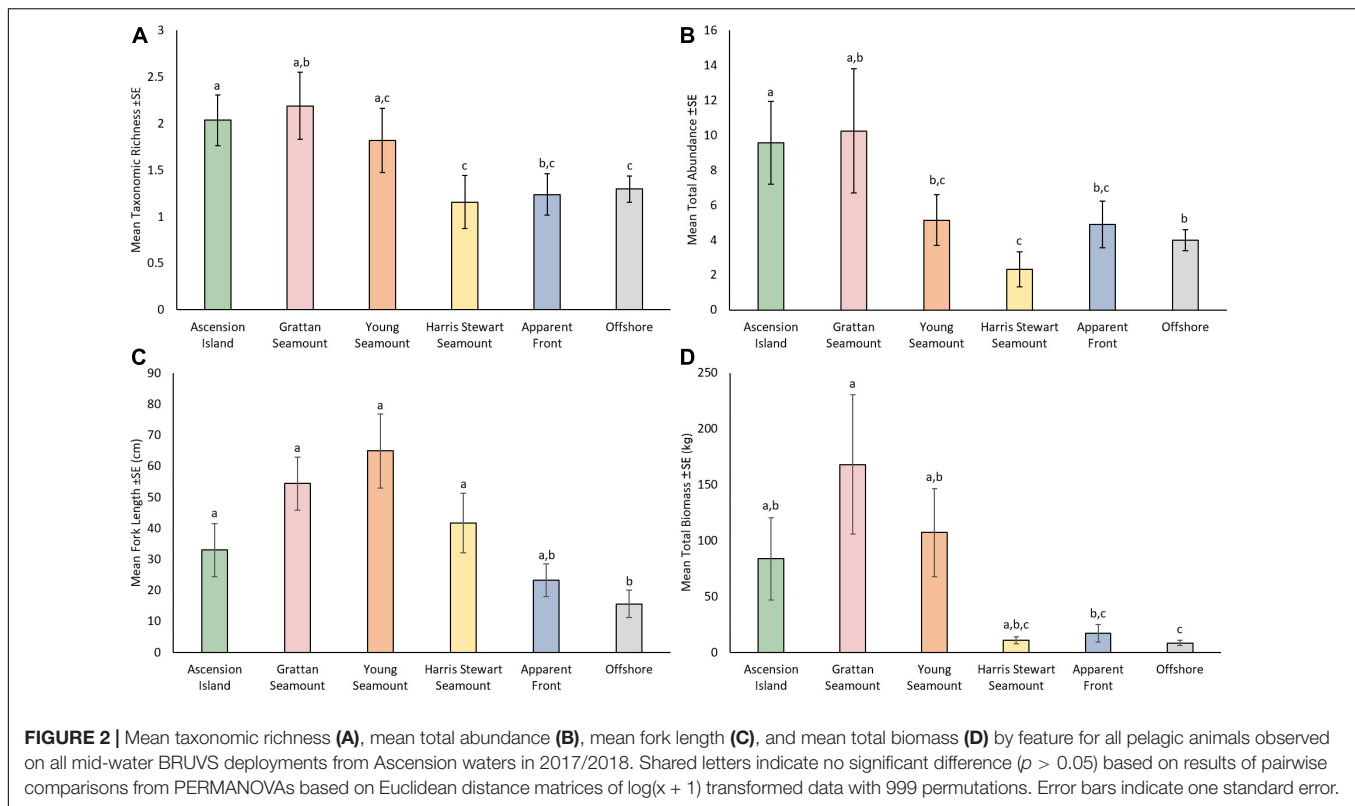 A
Mean Taxonomic Richness ±SE
3
2.5
2
1.5
1
0.5
0
a
a,b
a,c
c
b,c
c
Ascension Island
Grattan Seamount
Young Seamount
Harris Stewart Seamount
Apparent Front
Offshore
B
Mean Total Abundance ±SE
16
14
12
10
8
6
4
2
0
a
a,b
b,c
c
b,c
b
Ascension Island
Grattan Seamount
Young Seamount
Harris Stewart Seamount
Apparent Front
Offshore
C
Mean Fork Length ±SE (cm)
90
80
70
60
50
40
30
20
10
0
a
a
a
a
a,b
b
Ascension Island
Grattan Seamount
Young Seamount
Harris Stewart Seamount
Apparent Front
Offshore
D
Mean Total Biomass ±SE (kg)
250
200
150
100
50
0
a,b
a
a,b
a,b,c
b,c
c
Ascension Island
Grattan Seamount
Young Seamount
Harris Stewart Seamount
Apparent Front
Offshore
FIGURE 2 | Mean taxonomic richness (A), mean total abundance (B), mean fork length (C), and mean total biomass (D) by feature for all pelagic animals observed
on all mid-water BRUVS deployments from Ascension waters in 2017/2018. Shared letters indicate no significant difference (p > 0.05) based on results of pairwise
comparisons from PERMANOVAs based on Euclidean distance matrices of log(x + 1) transformed data with 999 permutations. Error bars indicate one standard error.